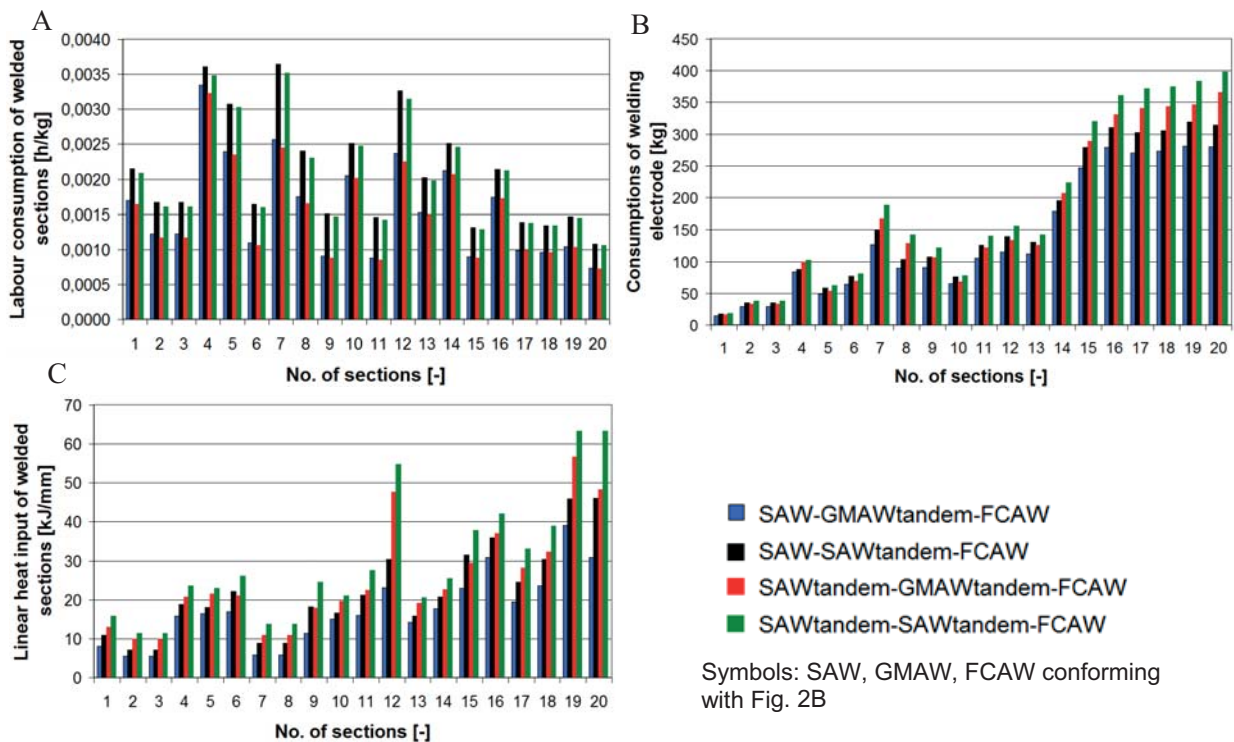 A
Labour consumption of welded
sections [h/kg]
0,0040
0,0035
0,0030
0,0025
0,0020
0,0015
0,0010
0,0005
0,0000
1 2 3 4 5 6 7 8 9 10 11 12 13 14 15 16 17 18 19 20
No. of sections [-]
B
Consumptions of welding
electrode [kg]
450
400
350
300
250
200
150
100
50
0
1 2 3 4 5 6 7 8 9 10 11 12 13 14 15 16 17 18 19 20
No. of sections [-]
C
Linear heat input of welded
sections [kJ/mm]
70
60
50
40
30
20
10
0
1 2 3 4 5 6 7 8 9 10 11 12 13 14 15 16 17 18 19 20
No. of sections [-]
SAW-GMAWtandem-FCAW
SAW-SAWtandem-FCAW
SAWtandem-GMAWtandem-FCAW
SAWtandem-SAWtandem-FCAW
Symbols: SAW, GMAW, FCAW conforming
with Fig. 2B